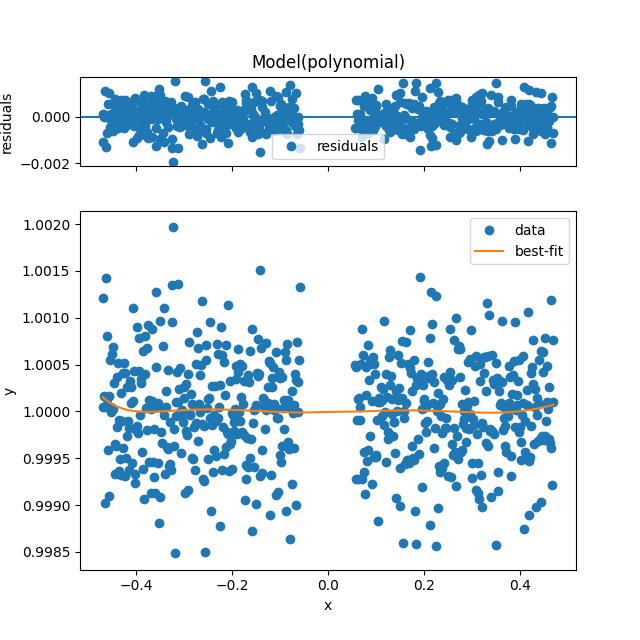 Model(polynomial)
residuals
0.000
−0.002
residuals
1.0020
1.0015
1.0010
1.0005
1.0000
0.9995
0.9990
0.9985
y
data
best-fit
−0.4
−0.2
0.0
0.2
0.4
x